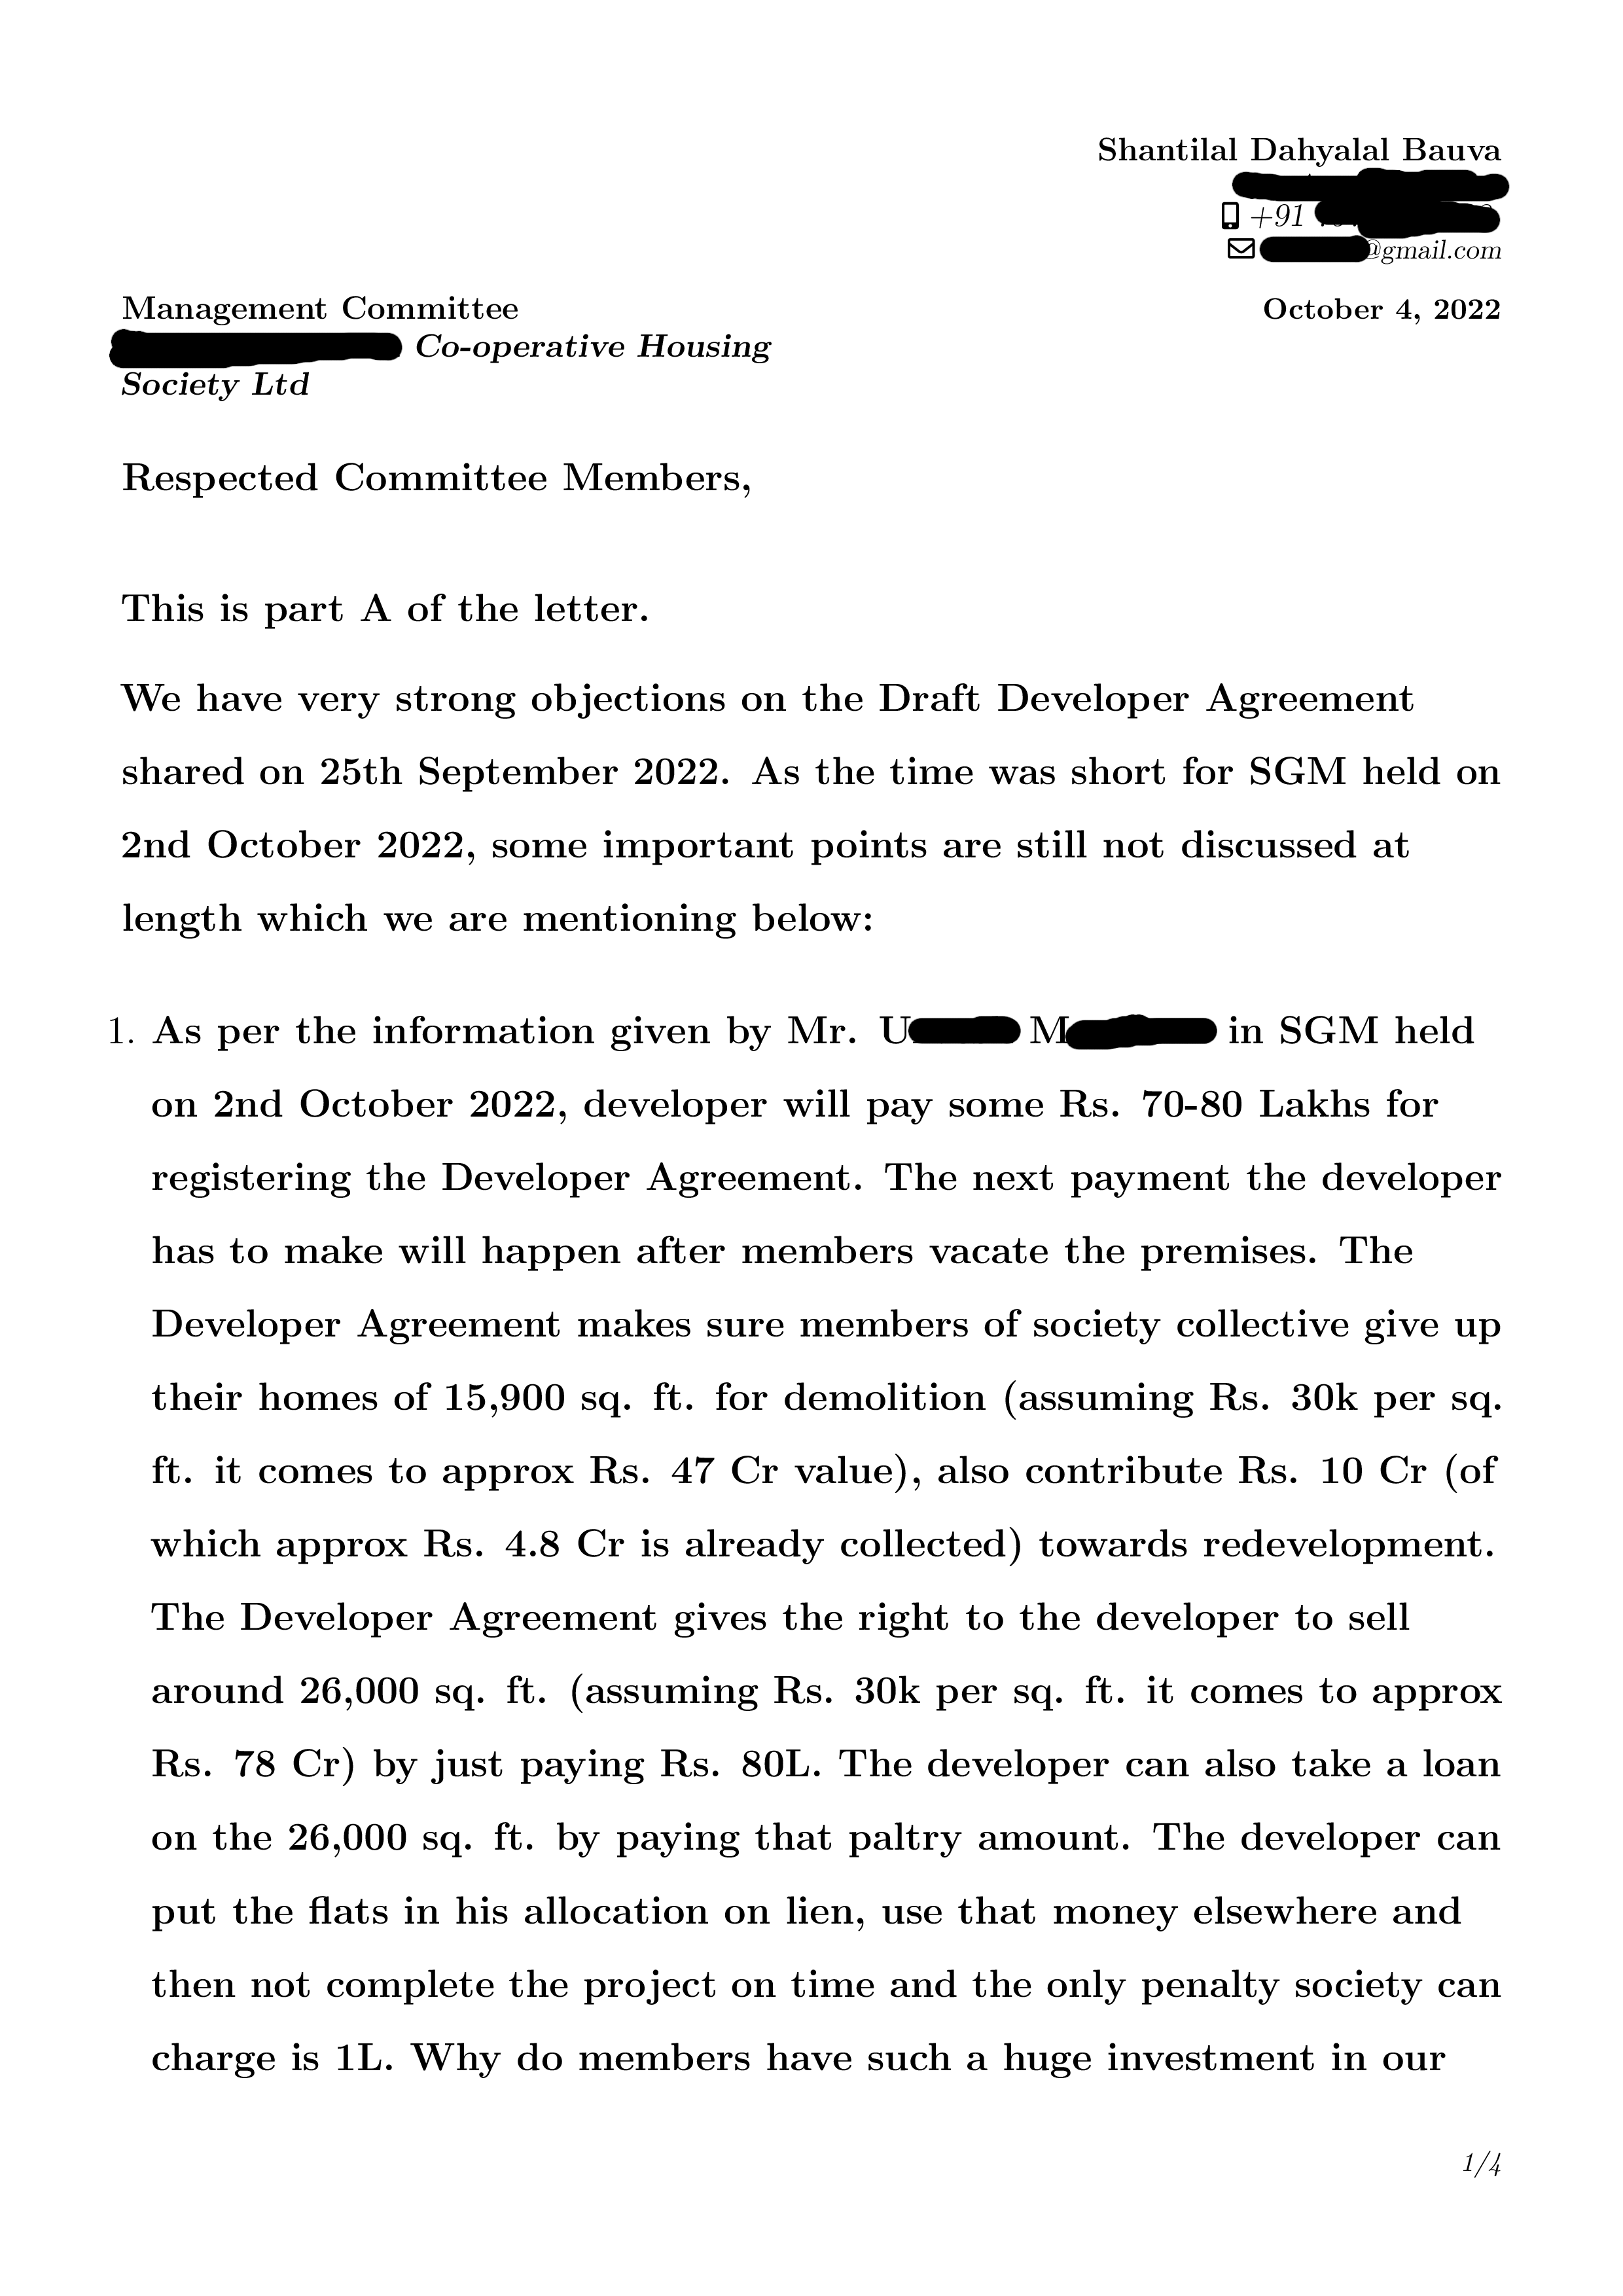 Shantilal Dahyalal Bauva
+91
@gmail.com
Management Committee
October 4, 2022
Co-operative Housing
Society Ltd
Respected Committee Members,
This is part A of the letter.
We have very strong objections on the Draft Developer Agreement
shared on 25th September 2022. As the time was short for SGM held on
2nd October 2022, some important points are still not discussed at
length which we are mentioning below:
1. As per the information given by Mr. U M in SGM held
on 2nd October 2022, developer will pay some Rs. 70-80 Lakhs for
registering the Developer Agreement. The next payment the developer
has to make will happen after members vacate the premises. The
Developer Agreement makes sure members of society collective give up
their homes of 15,900 sq. ft. for demolition (assuming Rs. 30k per sq.
ft. it comes to approx Rs. 47 Cr value), also contribute Rs. 10 Cr (of
which approx Rs. 4.8 Cr is already collected) towards redevelopment.
The Developer Agreement gives the right to the developer to sell
around 26,000 sq. ft. (assuming Rs. 30k per sq. ft. it comes to approx
Rs. 78 Cr) by just paying Rs. 80L. The developer can also take a loan
on the 26,000 sq. ft. by paying that paltry amount. The developer can
put the flats in his allocation on lien, use that money elsewhere and
then not complete the project on time and the only penalty society can
charge is 1L. Why do members have such a huge investment in our
1/4